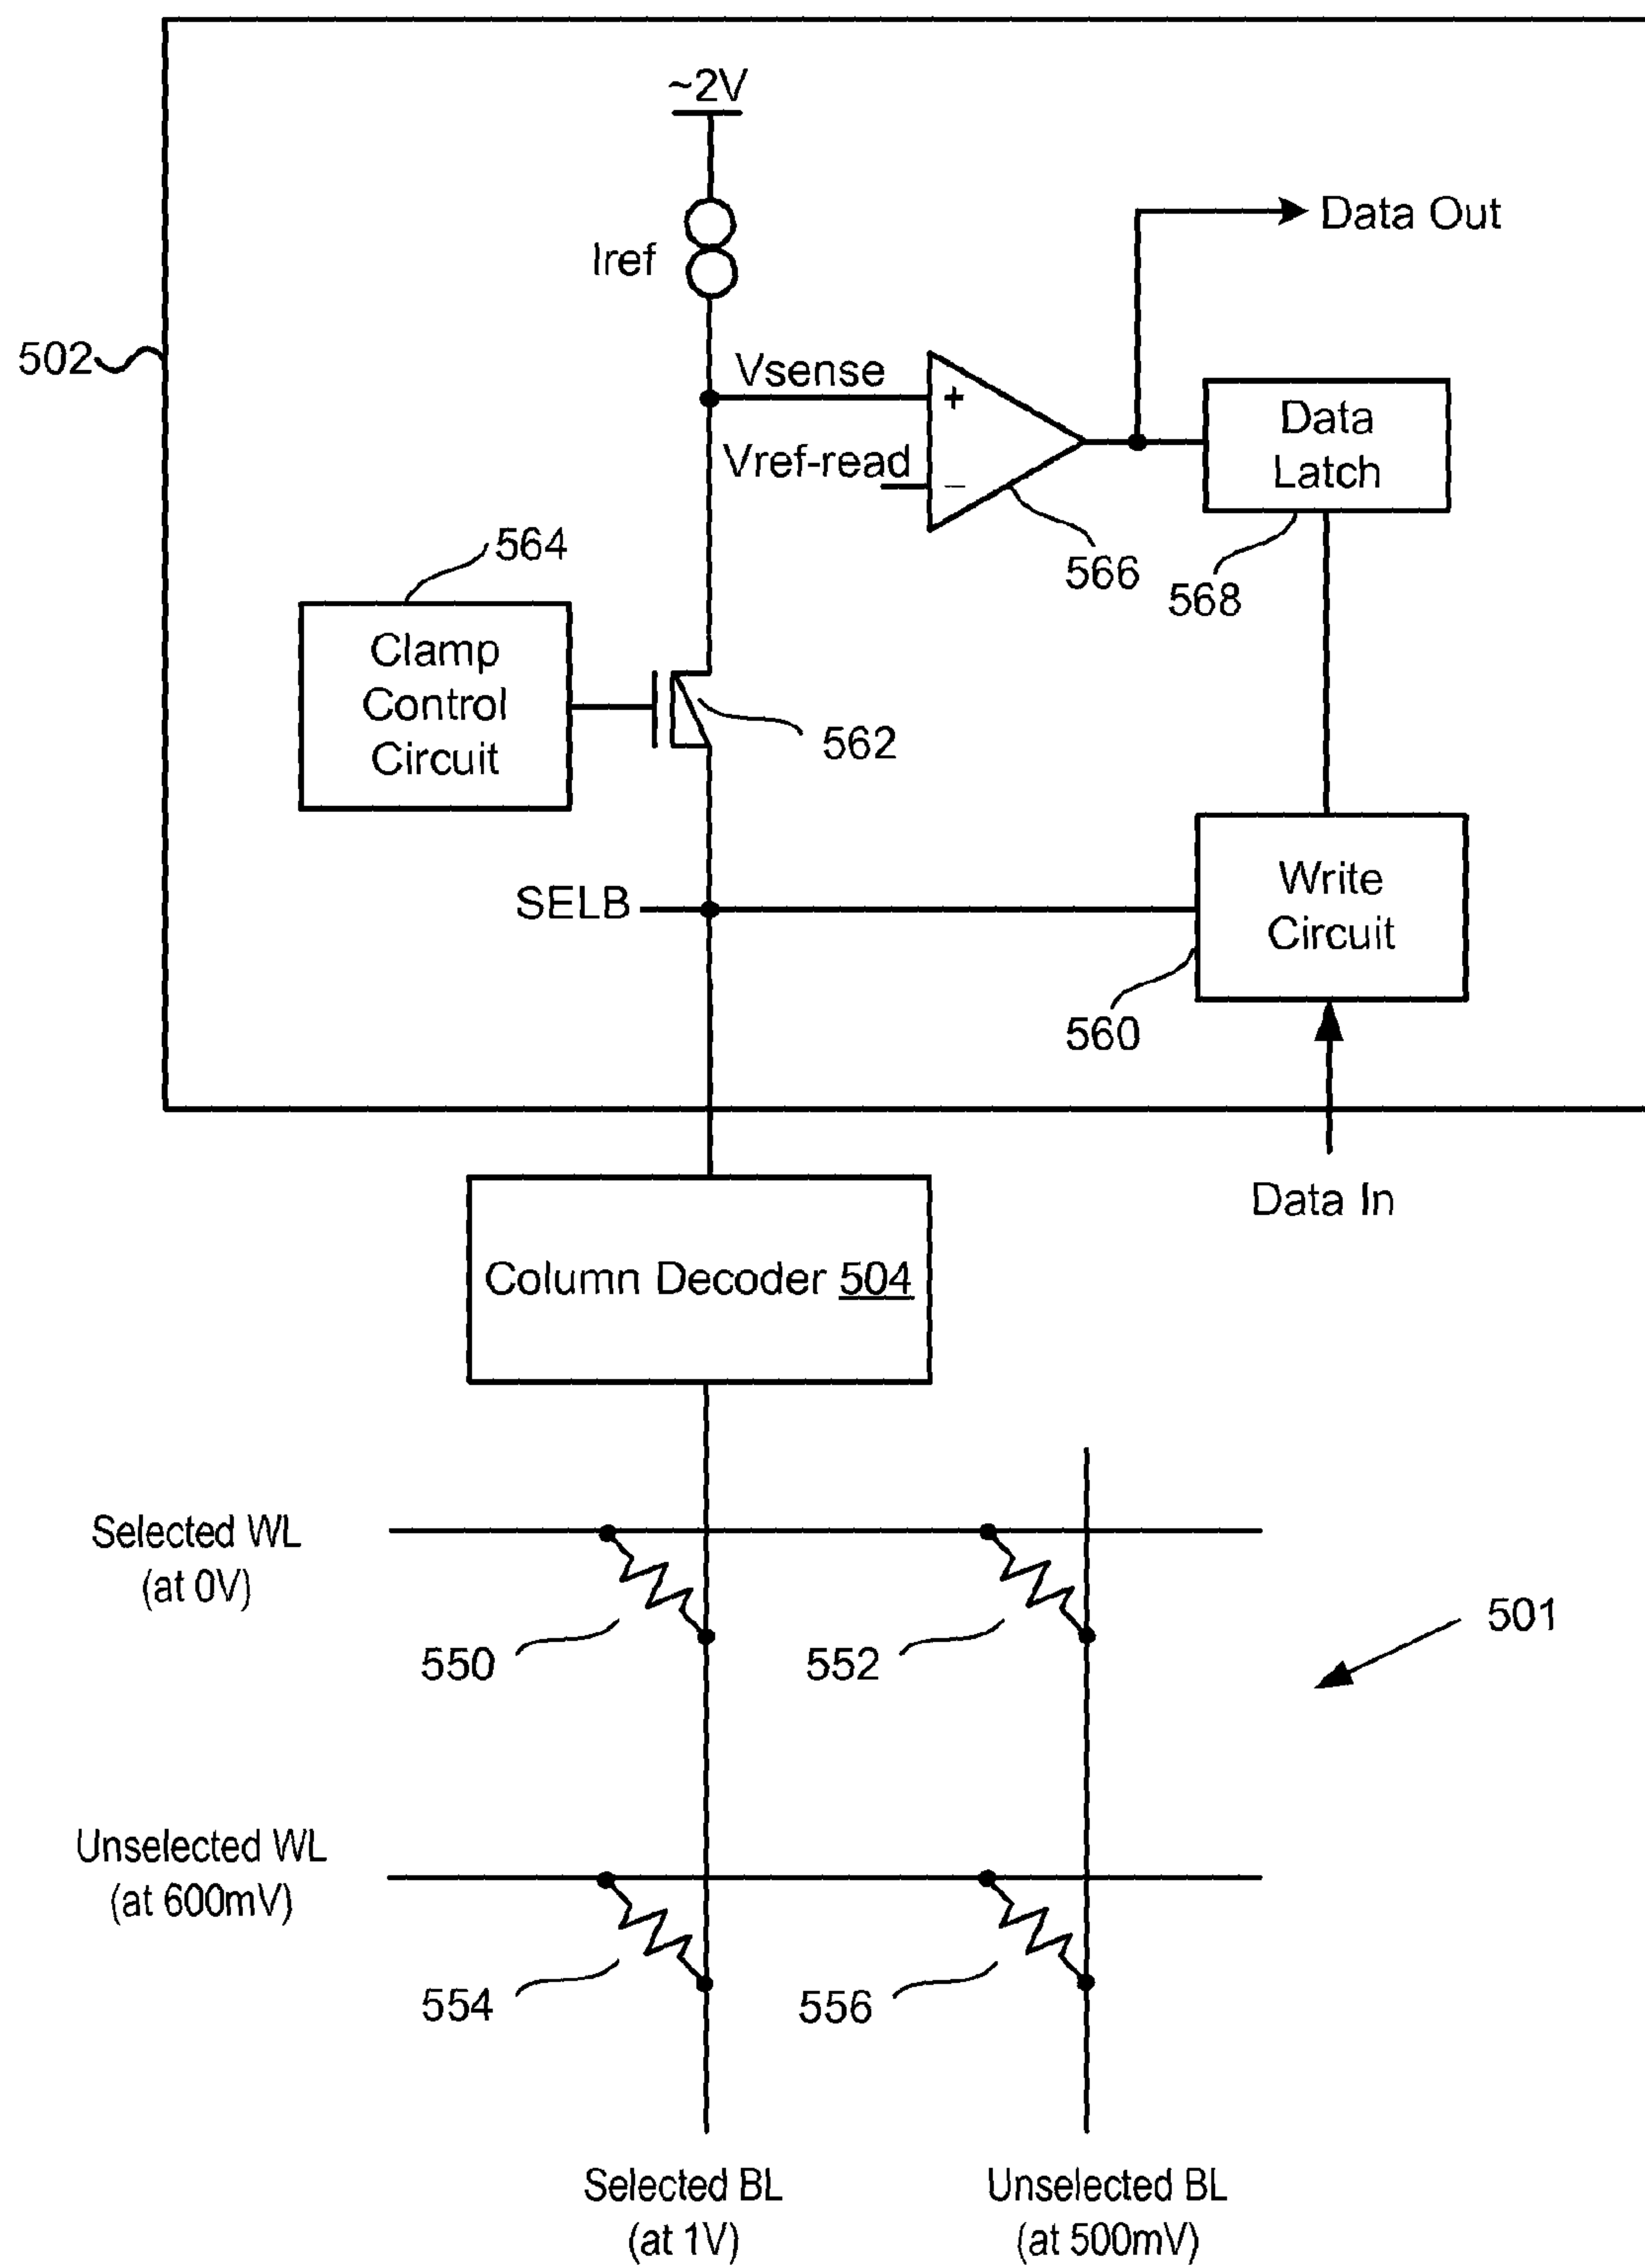 ~2V
Iref
Data Out
502
Vsense
+
Data
Latch
Vref-read
−
564
566
568
Clamp
Control
Circuit
562
SELB
Write
Circuit
560
Data In
Column Decoder 504
Selected WL
(at 0V)
550
552
501
Unselected WL
(at 600mV)
554
556
Selected BL
(at 1V)
Unselected BL
(at 500mV)